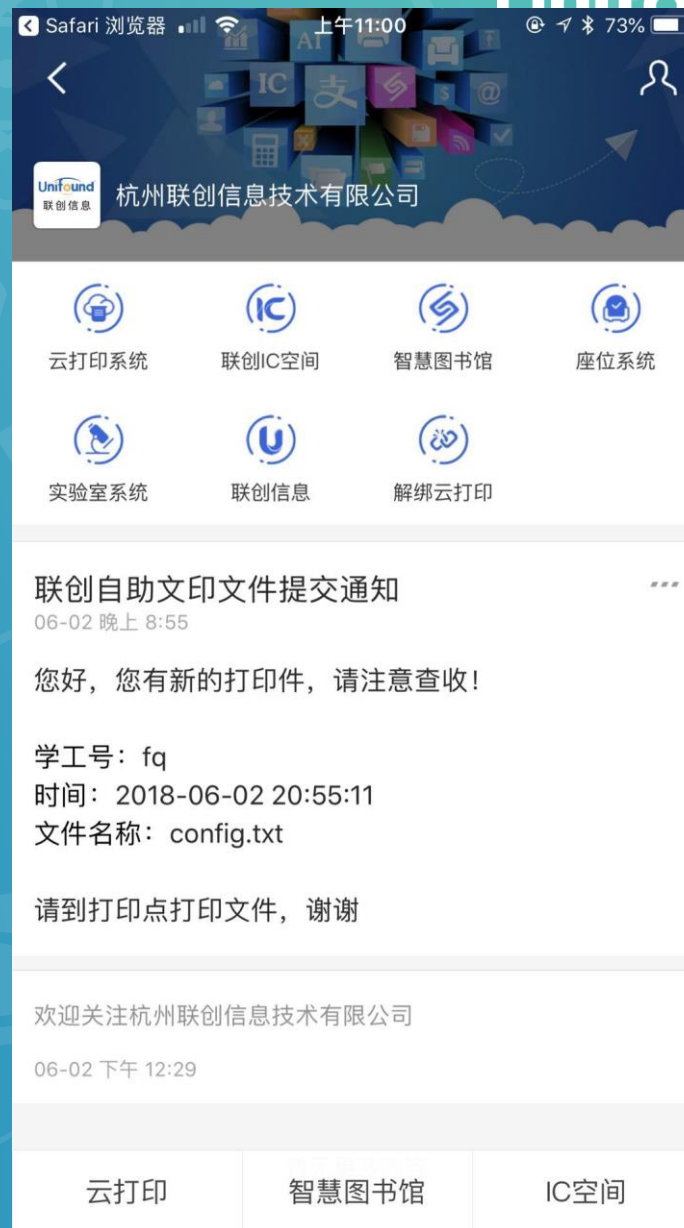 Safari 浏览器
上午11:00
73%
AI
IC
支
$
@
Unifound
联创信息
杭州联创信息技术有限公司
云打印系统
联创IC空间
智慧图书馆
座位系统
实验室系统
联创信息
解绑云打印
联创自助文印文件提交通知
06-02 晚上 8:55
您好，您有新的打印件，请注意查收！
学工号：fq
时间：2018-06-02 20:55:11
文件名称：config.txt
请到打印点打印文件，谢谢
欢迎关注杭州联创信息技术有限公司
06-02 下午 12:29
云打印
智慧图书馆
IC空间